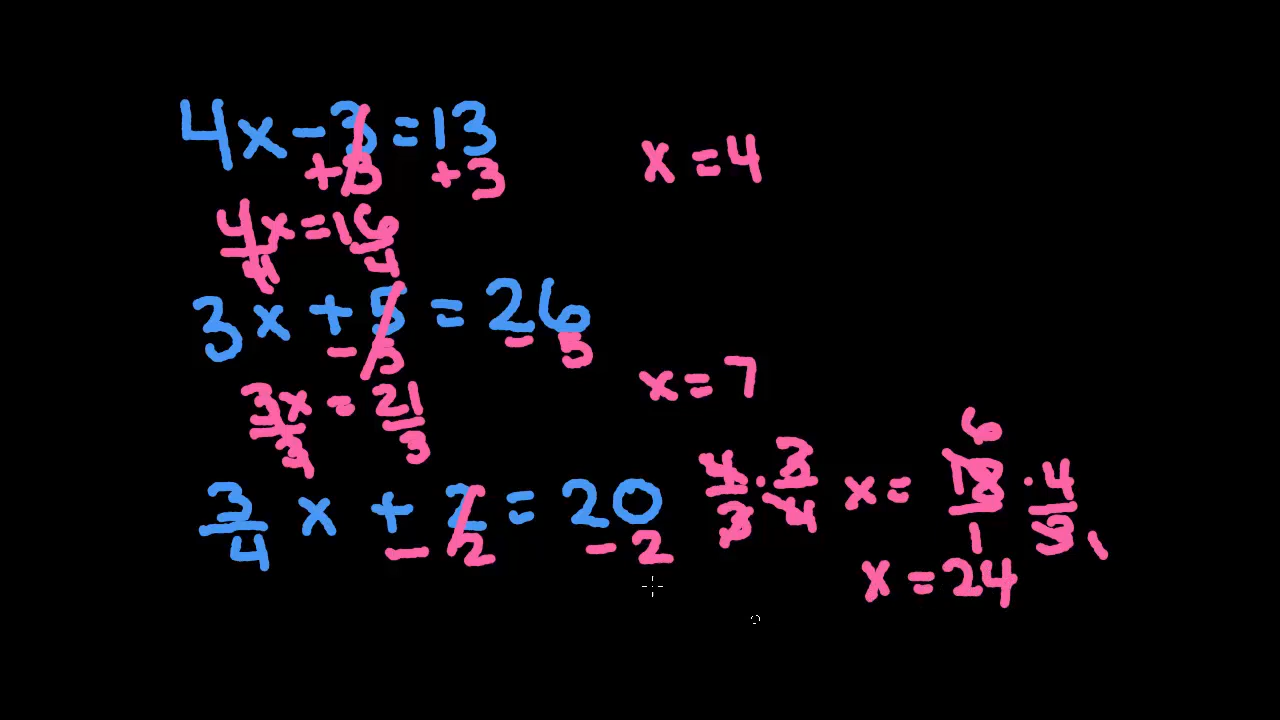 4x - 3 = 13
+3 +3
x = 4
4x = 16
4 4
3x + 5 = 26
- 5 - 5
x = 7
3x = 21
3 3
6
3/4 x + 2 = 20
- 2 - 2
4/3 · 3/4 x = 18/1 · 4/3 1
x = 24